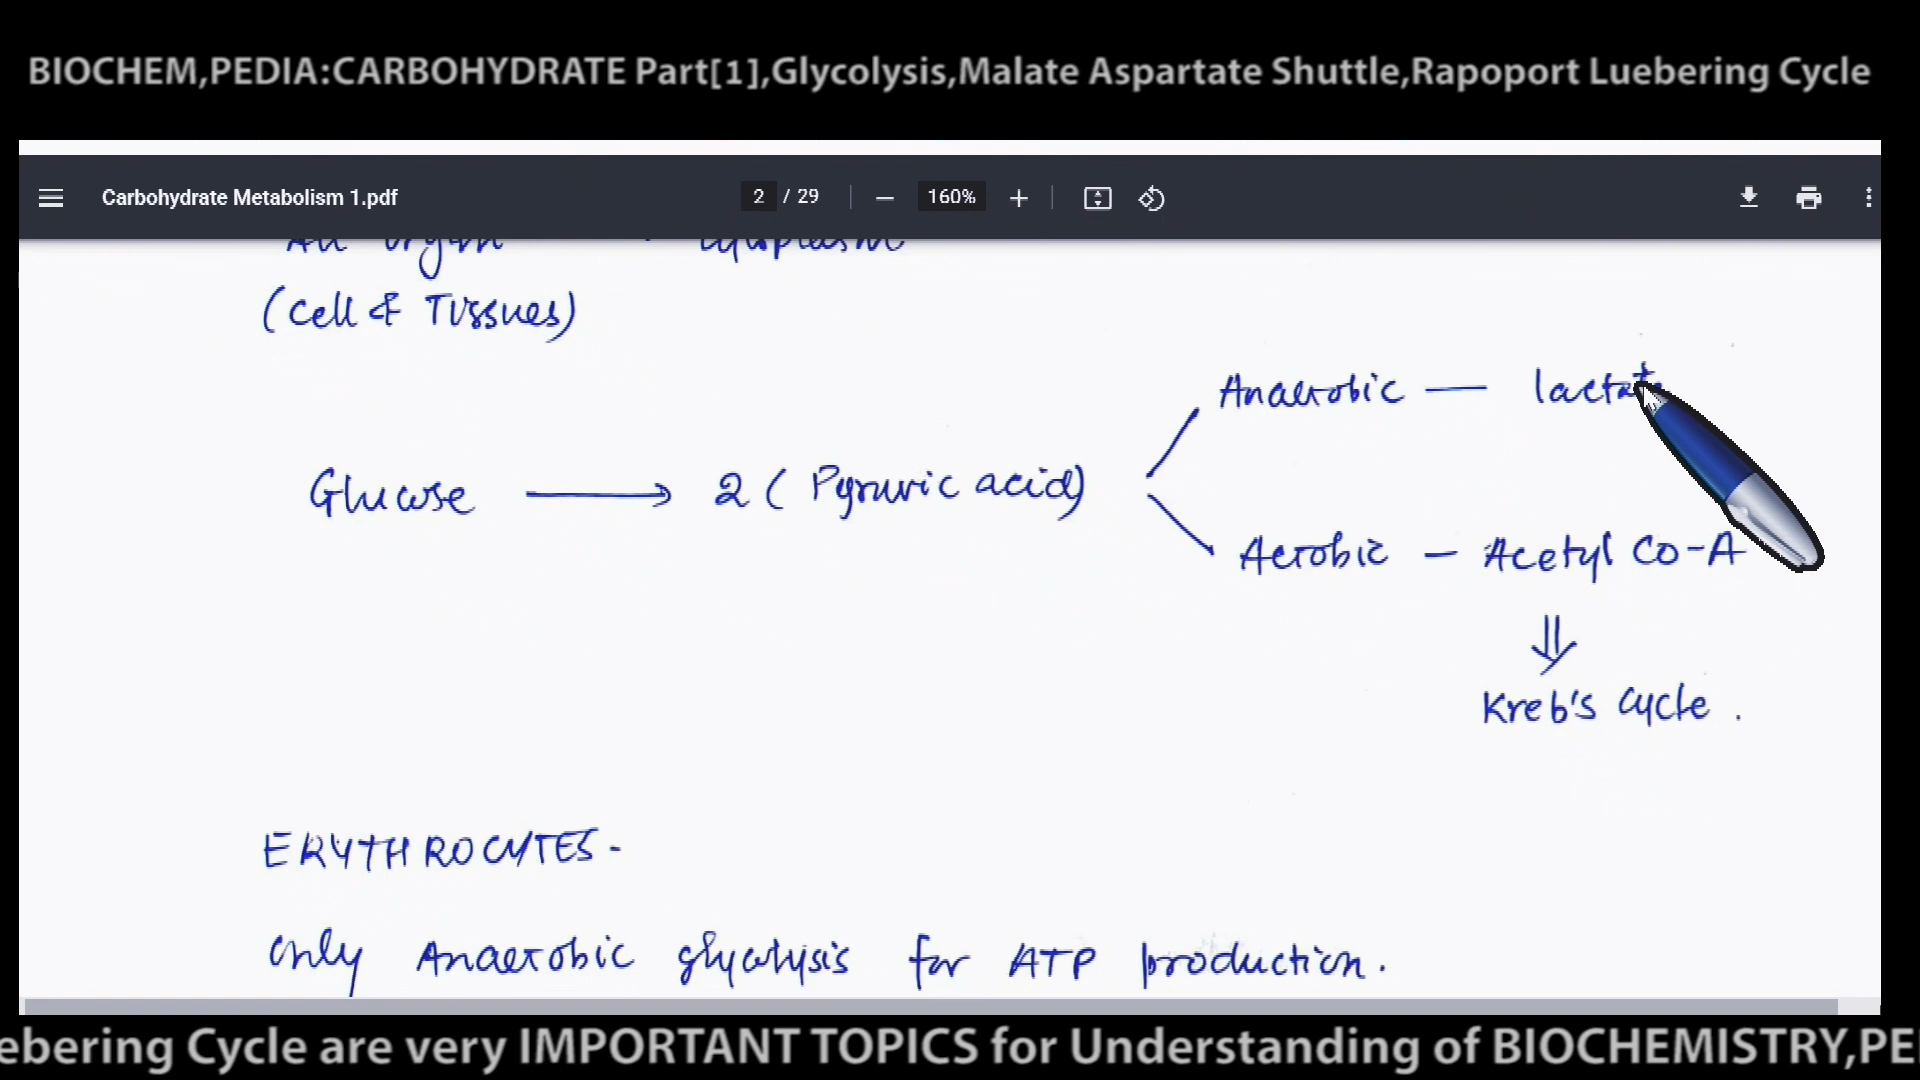 BIOCHEM,PEDIA:CARBOHYDRATE Part[1],Glycolysis,Malate Aspartate Shuttle,Rapoport Luebering Cycle
Carbohydrate Metabolism 1.pdf 2 / 29 — 160% +
(Cell & Tissues)
Anaerobic —
Glucose → 2 (Pyruvic acid)
Aerobic - Acetyl Co-A
⇓
Kreb's cycle .
ERYTHROCYTES -
Only Anaerobic glycolysis for ATP production.
ebering Cycle are very IMPORTANT TOPICS for Understanding of BIOCHEMISTRY,PE